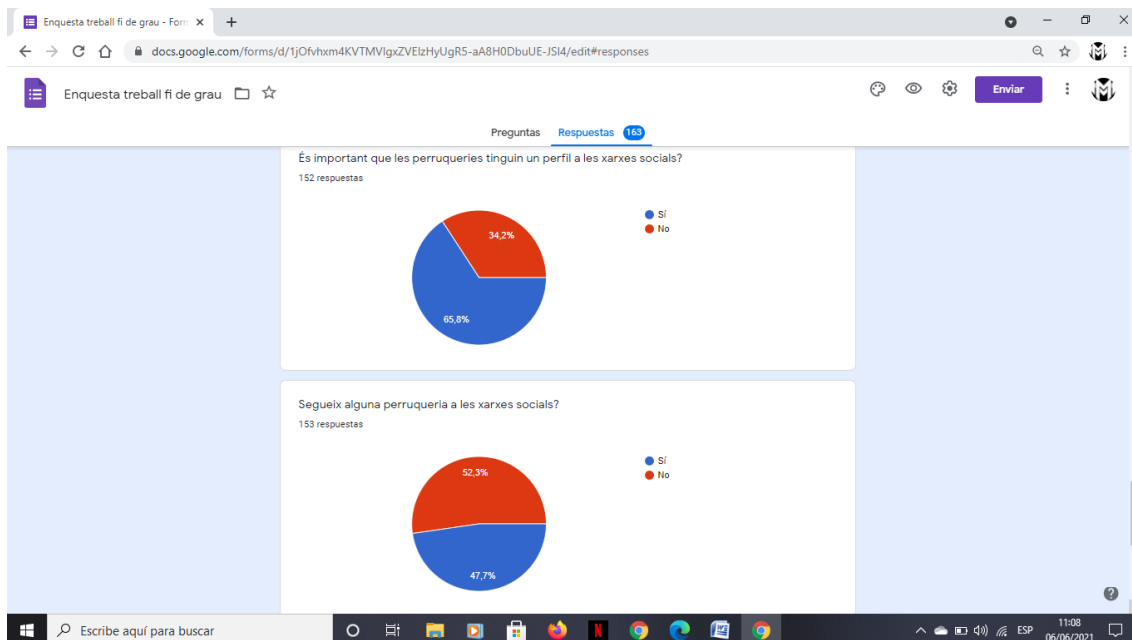 Enquesta treball fi de grau - Form
docs.google.com/forms/d/1jOfvhxm4KVTMVIgxZVElzHyUgR5-aA8H0DbuUE-JSI4/edit#responses
Enquesta treball fi de grau
Enviar
Preguntas Respuestas 163
És important que les perruqueries tinguin un perfil a les xarxes socials?
152 respuestas
Sí
No
34,2%
65,8%
Segueix alguna perruqueria a les xarxes socials?
153 respuestas
Sí
No
52,3%
47,7%
Escribe aquí para buscar
ESP
11:08
06/06/2021